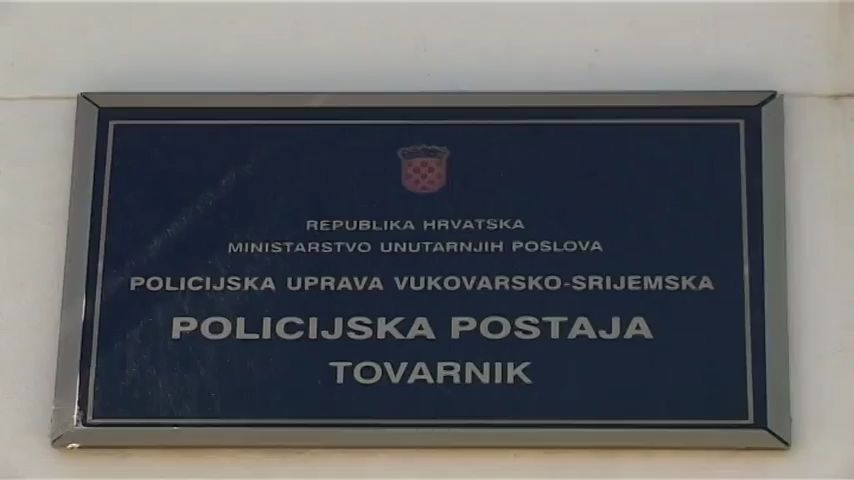 REPUBLIKA HRVATSKA
MINISTARSTVO UNUTARNJIH POSLOVA
POLICIJSKA UPRAVA VUKOVARSKO-SRIJEMSKA
POLICIJSKA POSTAJA
TOVARNIK